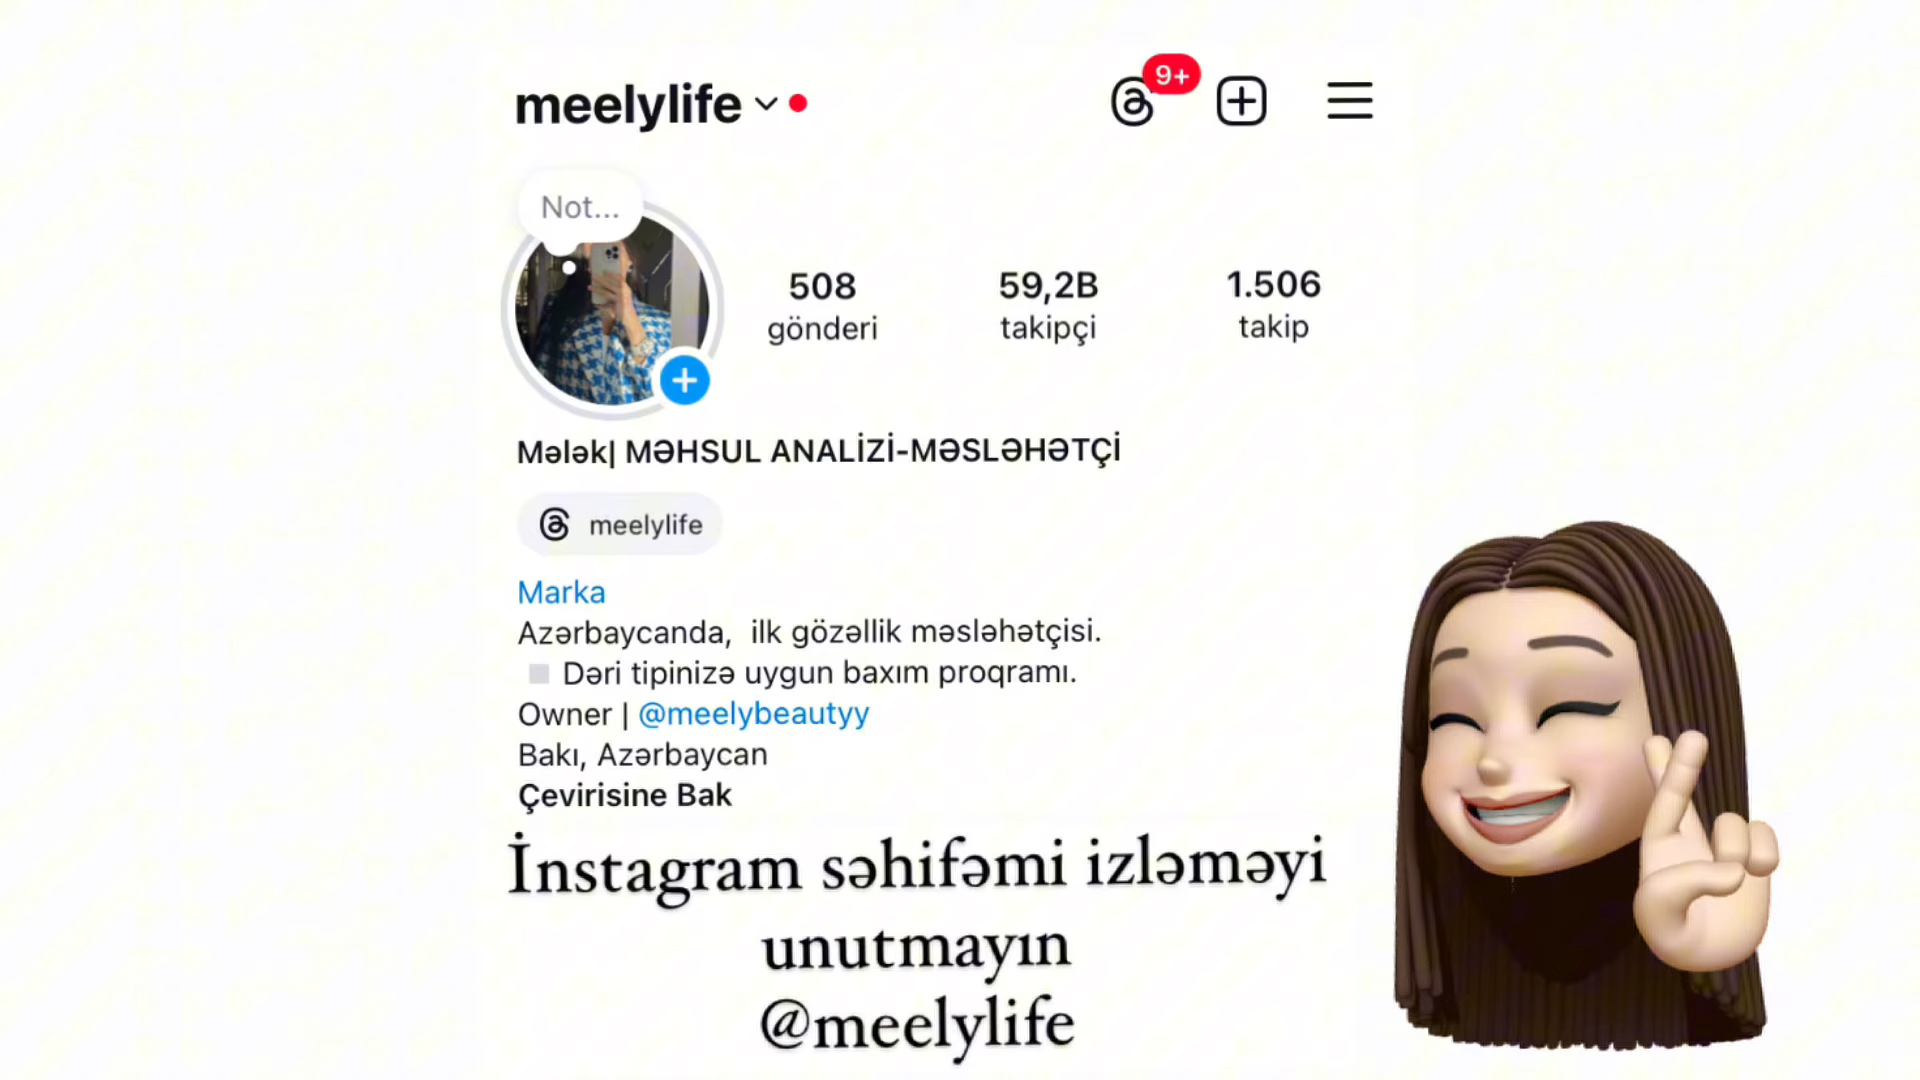 meelylife
9+
Not...
508
59,2B
1.506
gönderi
takipçi
takip
Mələk| MƏHSUL ANALİZİ-MƏSLƏHƏTÇİ
meelylife
Marka
Azərbaycanda, ilk gözəllik məsləhətçisi.
Dəri tipinizə uygun baxım proqramı.
Owner | @meelybeautyy
Bakı, Azərbaycan
Çevirisine Bak
İnstagram səhifəmi izləməyi
unutmayın
@meelylife